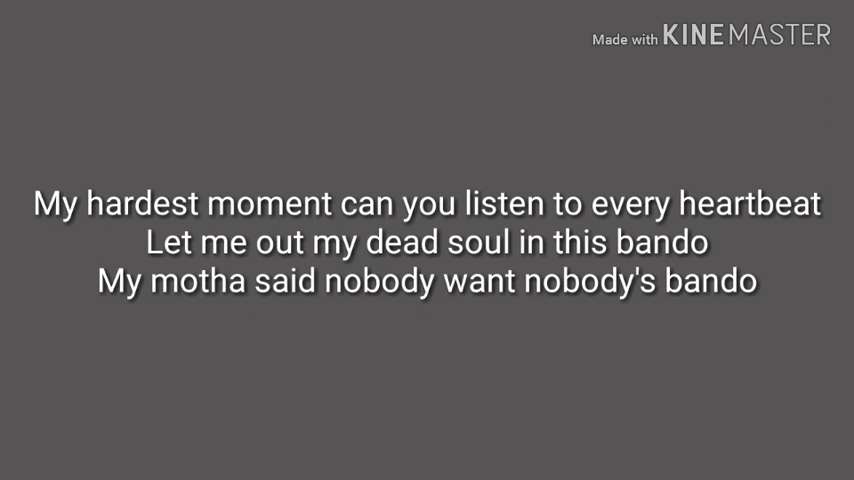 Made with KINEMASTER
My hardest moment can you listen to every heartbeat
Let me out my dead soul in this bando
My motha said nobody want nobody's bando